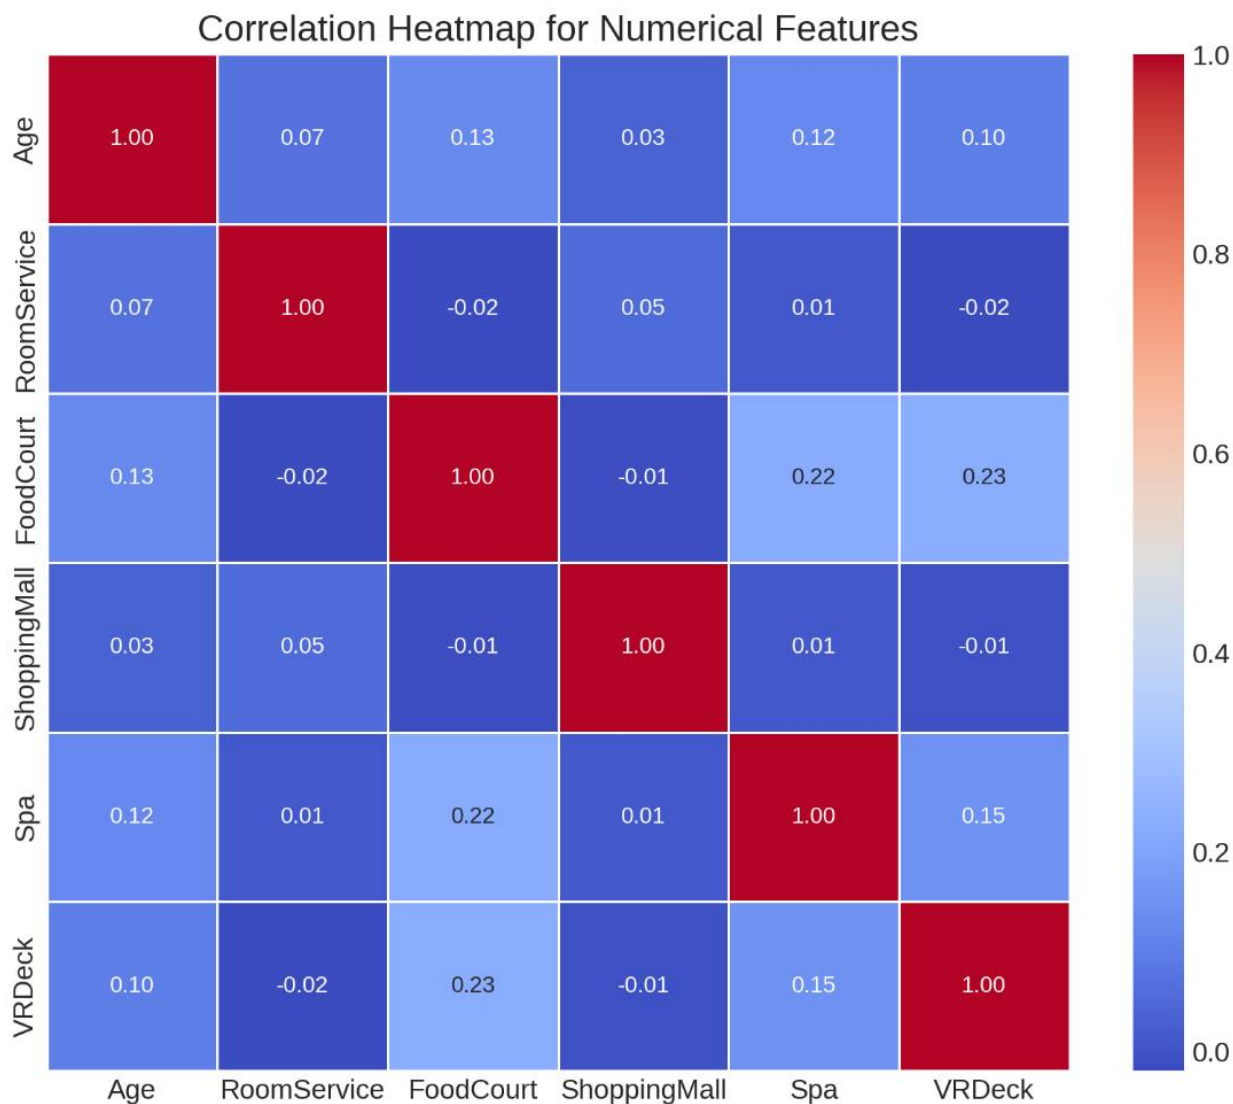 Correlation Heatmap for Numerical Features
Age 1.00 0.07 0.13 0.03 0.12 0.10
RoomService 0.07 1.00 -0.02 0.05 0.01 -0.02
FoodCourt 0.13 -0.02 1.00 -0.01 0.22 0.23
ShoppingMall 0.03 0.05 -0.01 1.00 0.01 -0.01
Spa 0.12 0.01 0.22 0.01 1.00 0.15
VRDeck 0.10 -0.02 0.23 -0.01 0.15 1.00
Age RoomService FoodCourt ShoppingMall Spa VRDeck
1.0
0.8
0.6
0.4
0.2
0.0